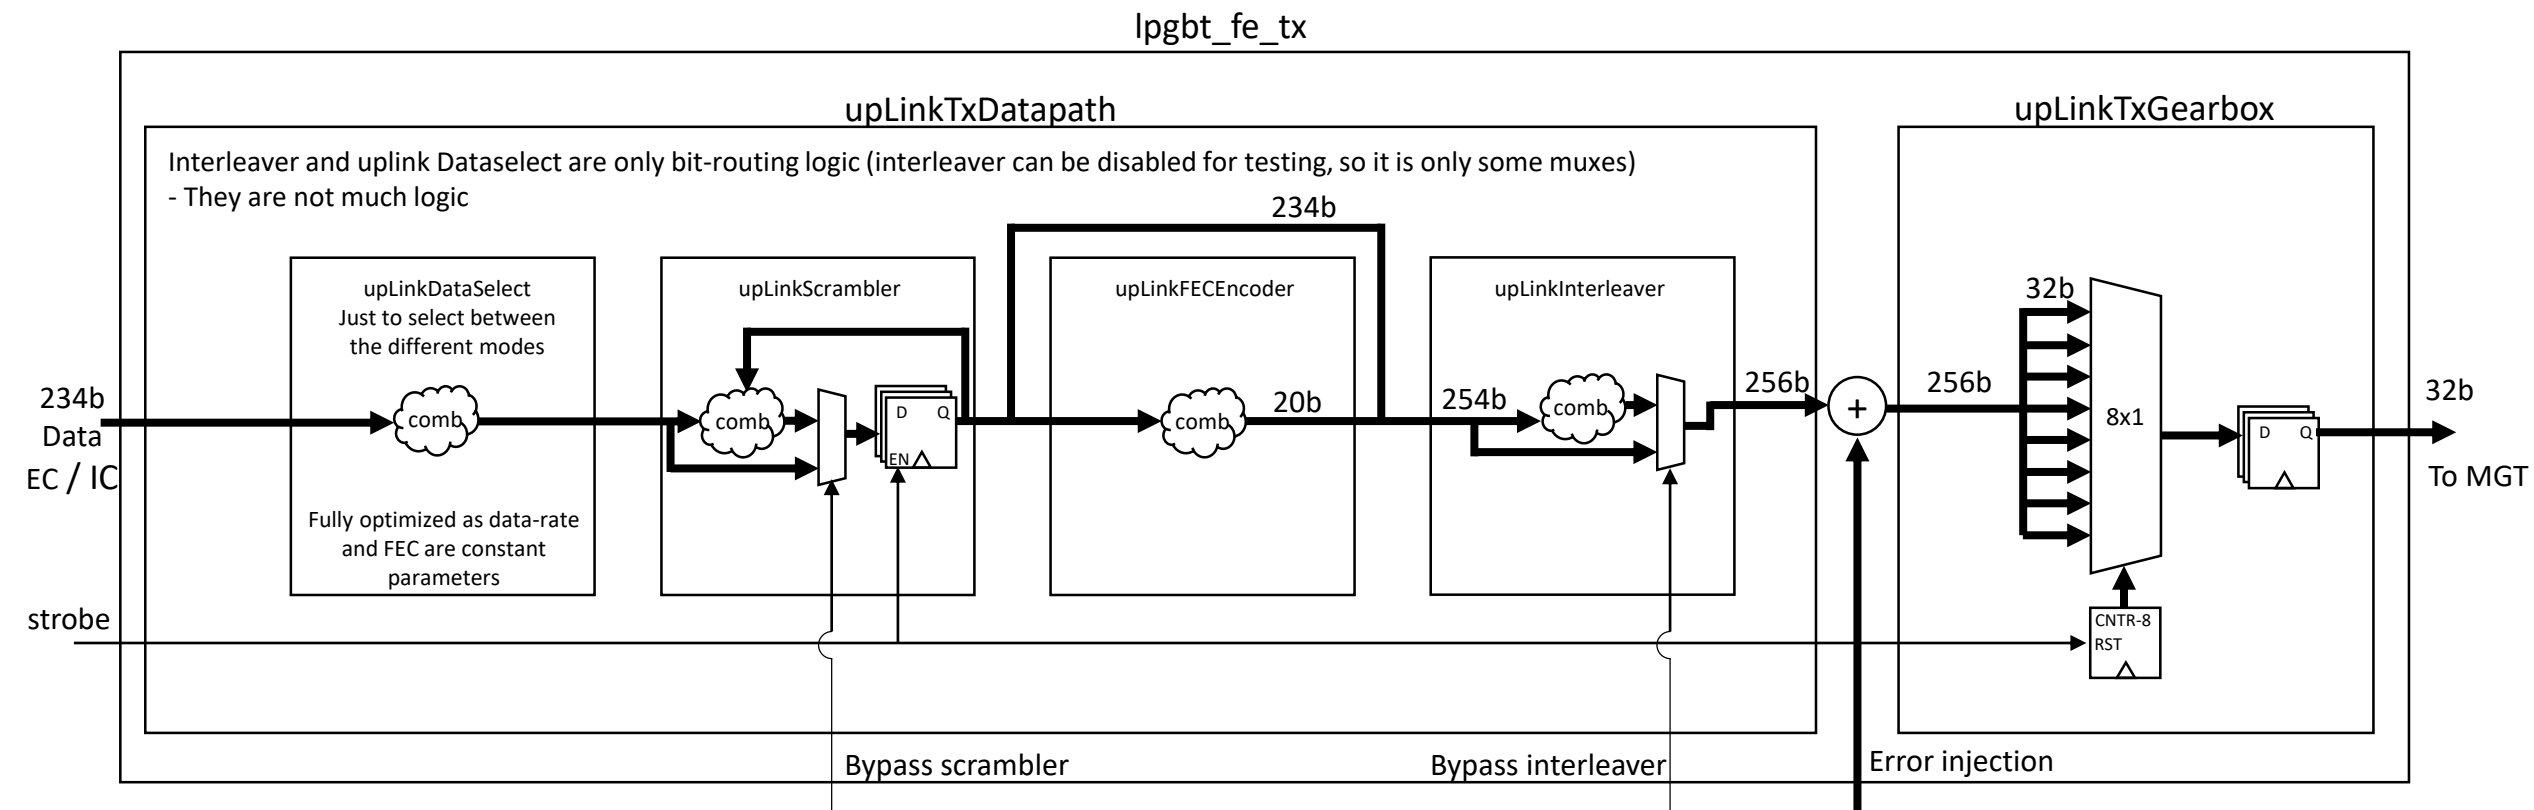 lpgbt_fe_tx
upLinkTxDatapath
upLinkTxGearbox
Interleaver and uplink Dataselect are only bit-routing logic (interleaver can be disabled for testing, so it is only some muxes)
- They are not much logic
234b
upLinkDataSelect
Just to select between
the different modes
comb
Fully optimized as data-rate
and FEC are constant
parameters
upLinkScrambler
comb
D Q
EN
upLinkFECEncoder
comb
20b
254b
upLinkInterleaver
comb
256b
+
256b
32b
8x1
D Q
CNTR-8
RST
234b
Data
EC / IC
strobe
32b
To MGT
Bypass scrambler
Bypass interleaver
Error injection